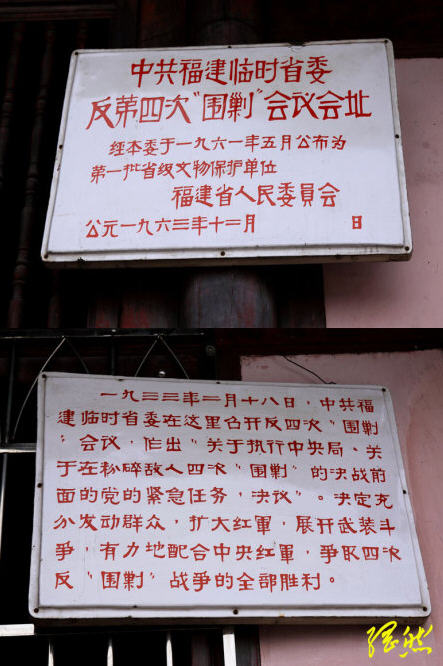 中共福建临时省委
反第四次“围剿”会议会址
经本委于一九六一年五月公布为
第一批省级文物保护单位
福建省人民委員会
公元一九六三年十二月 日
一九三三年二月十八日，中共福
建临时省委在这里召开反四次“围剿
”会议，作出“关于执行中央局、关
于在粉碎敌人四次“围剿”的决战前
面的党的紧急任务，决议”。决定充
分发动群众，扩大红軍，展开武装斗
爭，有力地配合中央红軍，爭取四次
反“围剿”战爭的全部胜利。